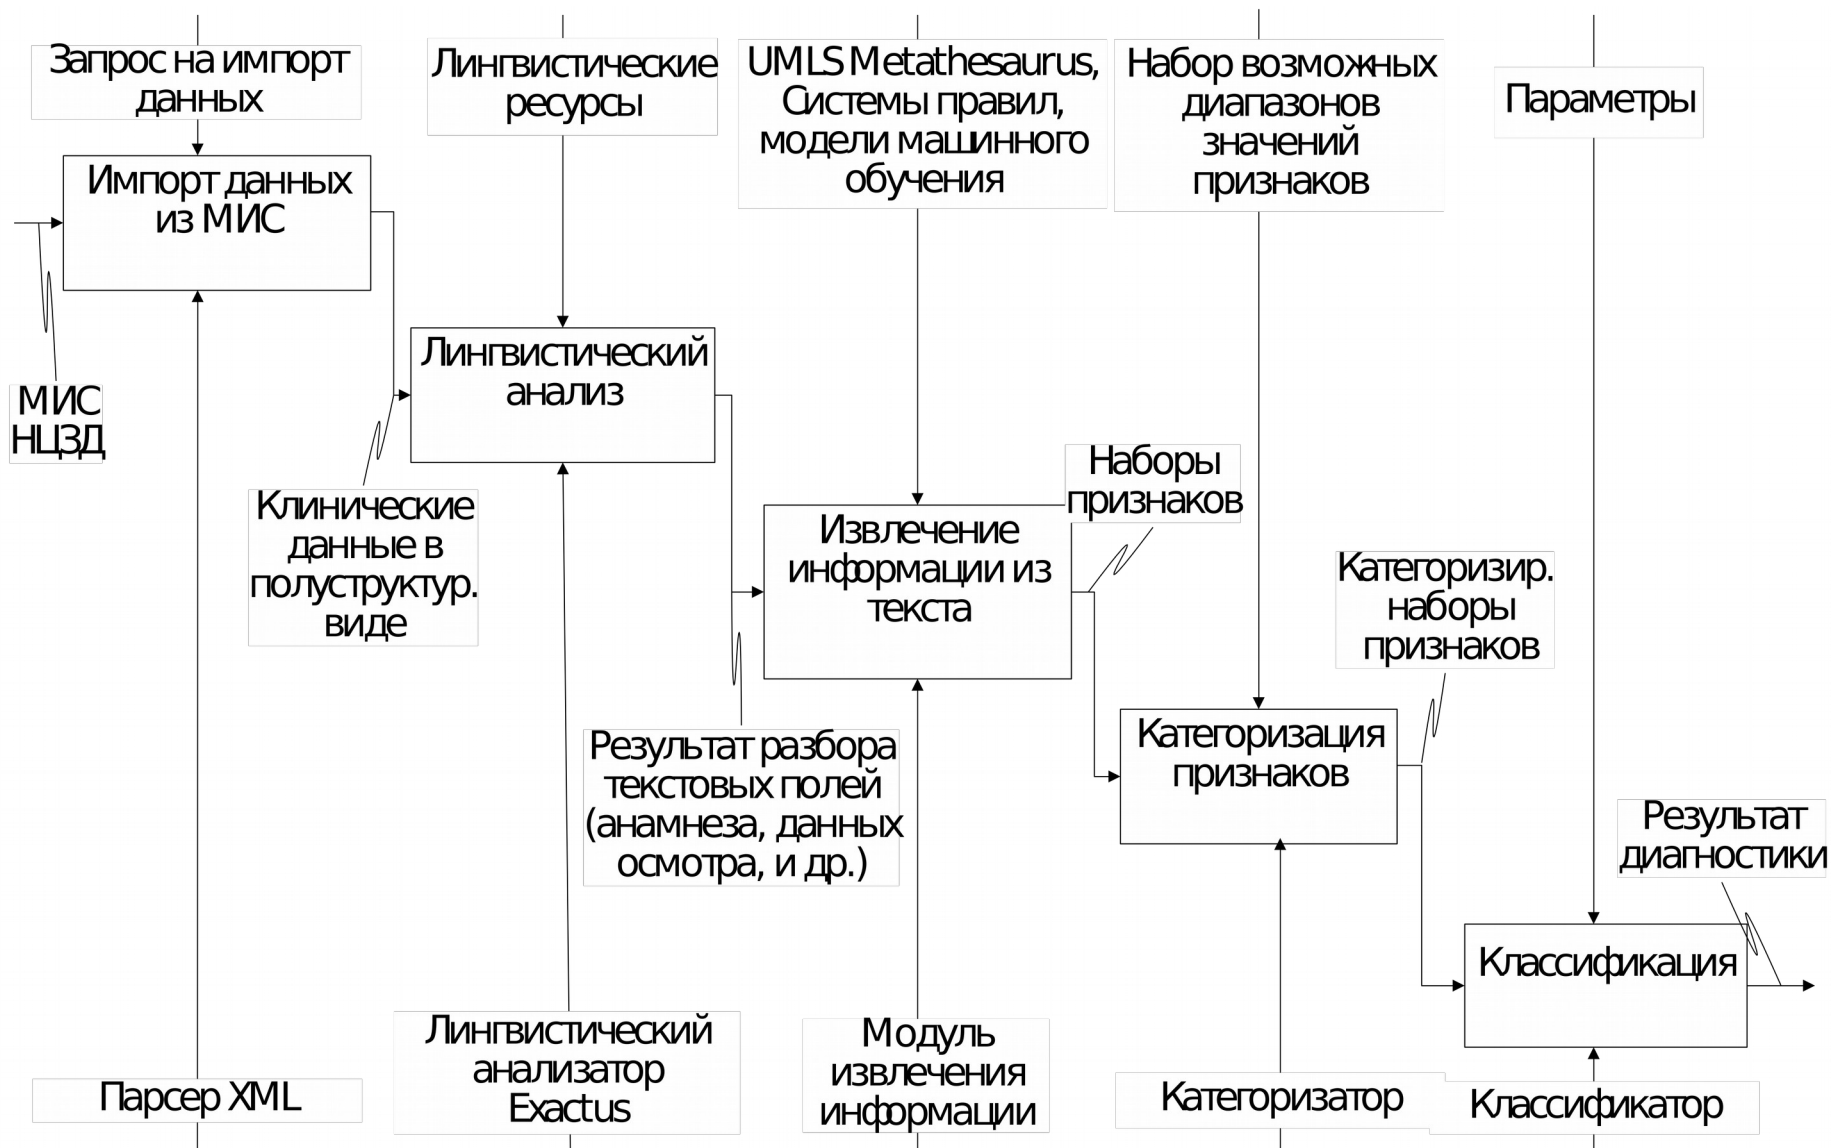 Запрос на импорт
данных
Лингвистические
ресурсы
UMLS Metathesaurus,
Системы правил,
модели машинного
обучения
Набор возможных
диапазонов
значений
признаков
Параметры
Импорт данных
из МИС
МИС
НЦЗД
Лингвистический
анализ
Клинические
данные в
полуструктур.
виде
Наборы
признаков
Извлечение
информации из
текста
Категоризир.
наборы
признаков
Результат разбора
текстовых полей
(анамнеза, данных
осмотра, и др.)
Категоризация
признаков
Результат
диагностики
Классификация
Парсер XML
Лингвистический
анализатор
Exactus
Модуль
извлечения
информации
Категоризатор
Классификатор